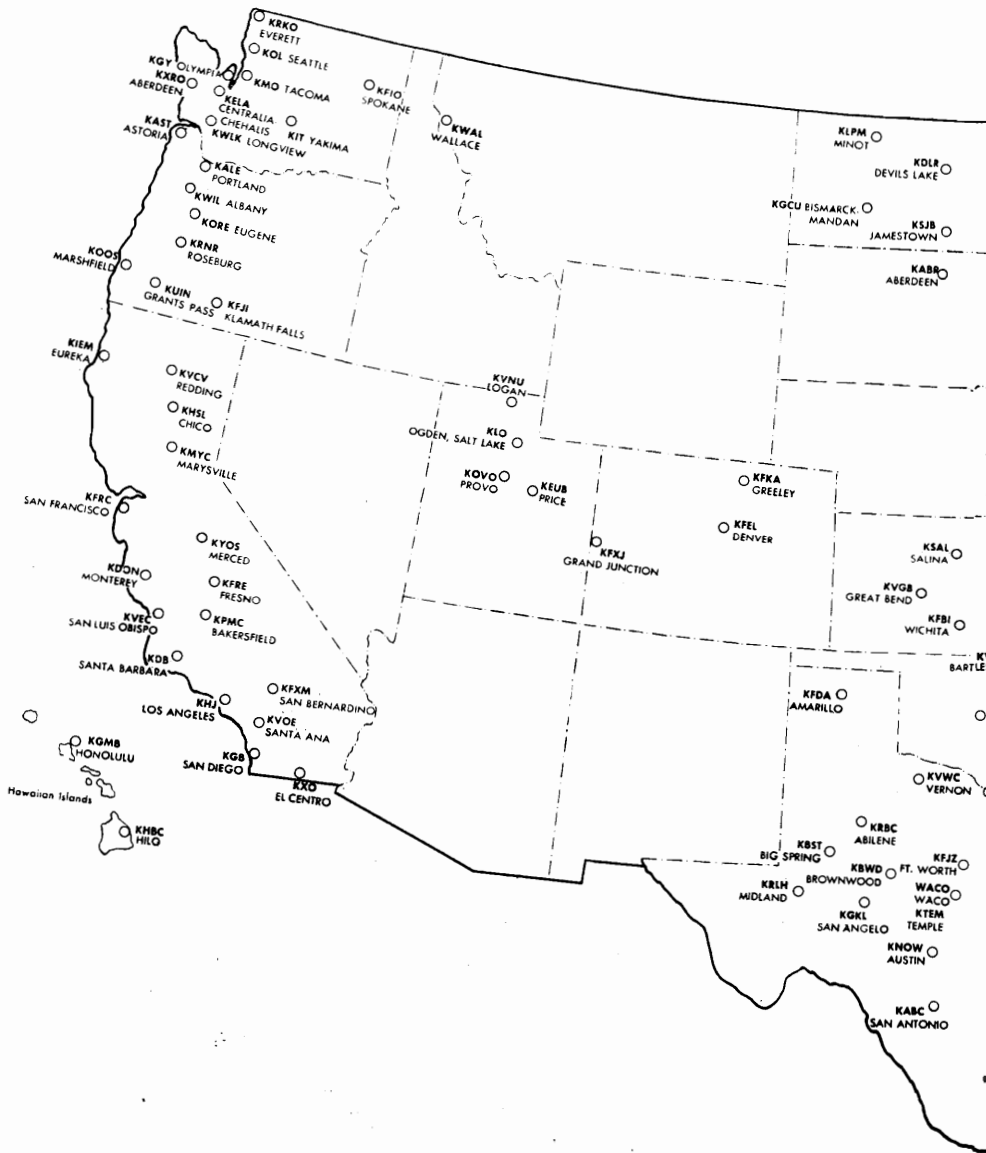 KRKO
EVERETT
KOL SEATTLE
KGY OLYMPIA
KXRO
ABERDEEN
KMO TACOMA
KFIO
SPOKANE
KELA
CENTRALIA
CHEHALIS
KIT YAKIMA
KWAL
WALLACE
KAST
ASTORIA
KWLK LONGVIEW
KALE
PORTLAND
KWIL ALBANY
KORE EUGENE
KRNR
ROSEBURG
KOOS
MARSHFIELD
KUIN
GRANTS PASS
KFJI
KLAMATH FALLS
KLPM
MINOT
KDLR
DEVILS LAKE
KGCU BISMARCK.
MANDAN
KSJB
JAMESTOWN
KABR
ABERDEEN
KIEM
EUREKA
KVCV
REDDING
KHSL
CHICO
KMYC
MARYSVILLE
KFRC
SAN FRANCISCO
KYOS
MERCED
KDON
MONTEREY
KFRE
FRESNO
KVEC
SAN LUIS OBISPO
KPMC
BAKERSFIELD
KDB
SANTA BARBARA
KHJ
LOS ANGELES
KFXM
SAN BERNARDINO
KVOE
SANTA ANA
KGB
SAN DIEGO
KXO
EL CENTRO
KVNU
LOGAN
KLO
OGDEN, SALT LAKE
KOVO
PROVO
KEUB
PRICE
KFKA
GREELEY
KFEL
DENVER
KFXJ
GRAND JUNCTION
KSAL
SALINA
KVGB
GREAT BEND
KFBI
WICHITA
KV
BARTLE
KFDA
AMARILLO
KVWC
VERNON
KRBC
ABILENE
KBST
BIG SPRING
KBWD
BROWNWOOD
KFJZ
FT. WORTH
KRLH
MIDLAND
WACO
WACO
KGKL
SAN ANGELO
KTEM
TEMPLE
KNOW
AUSTIN
KABC
SAN ANTONIO
KGMB
HONOLULU
Hawaiian Islands
KHBC
HILO